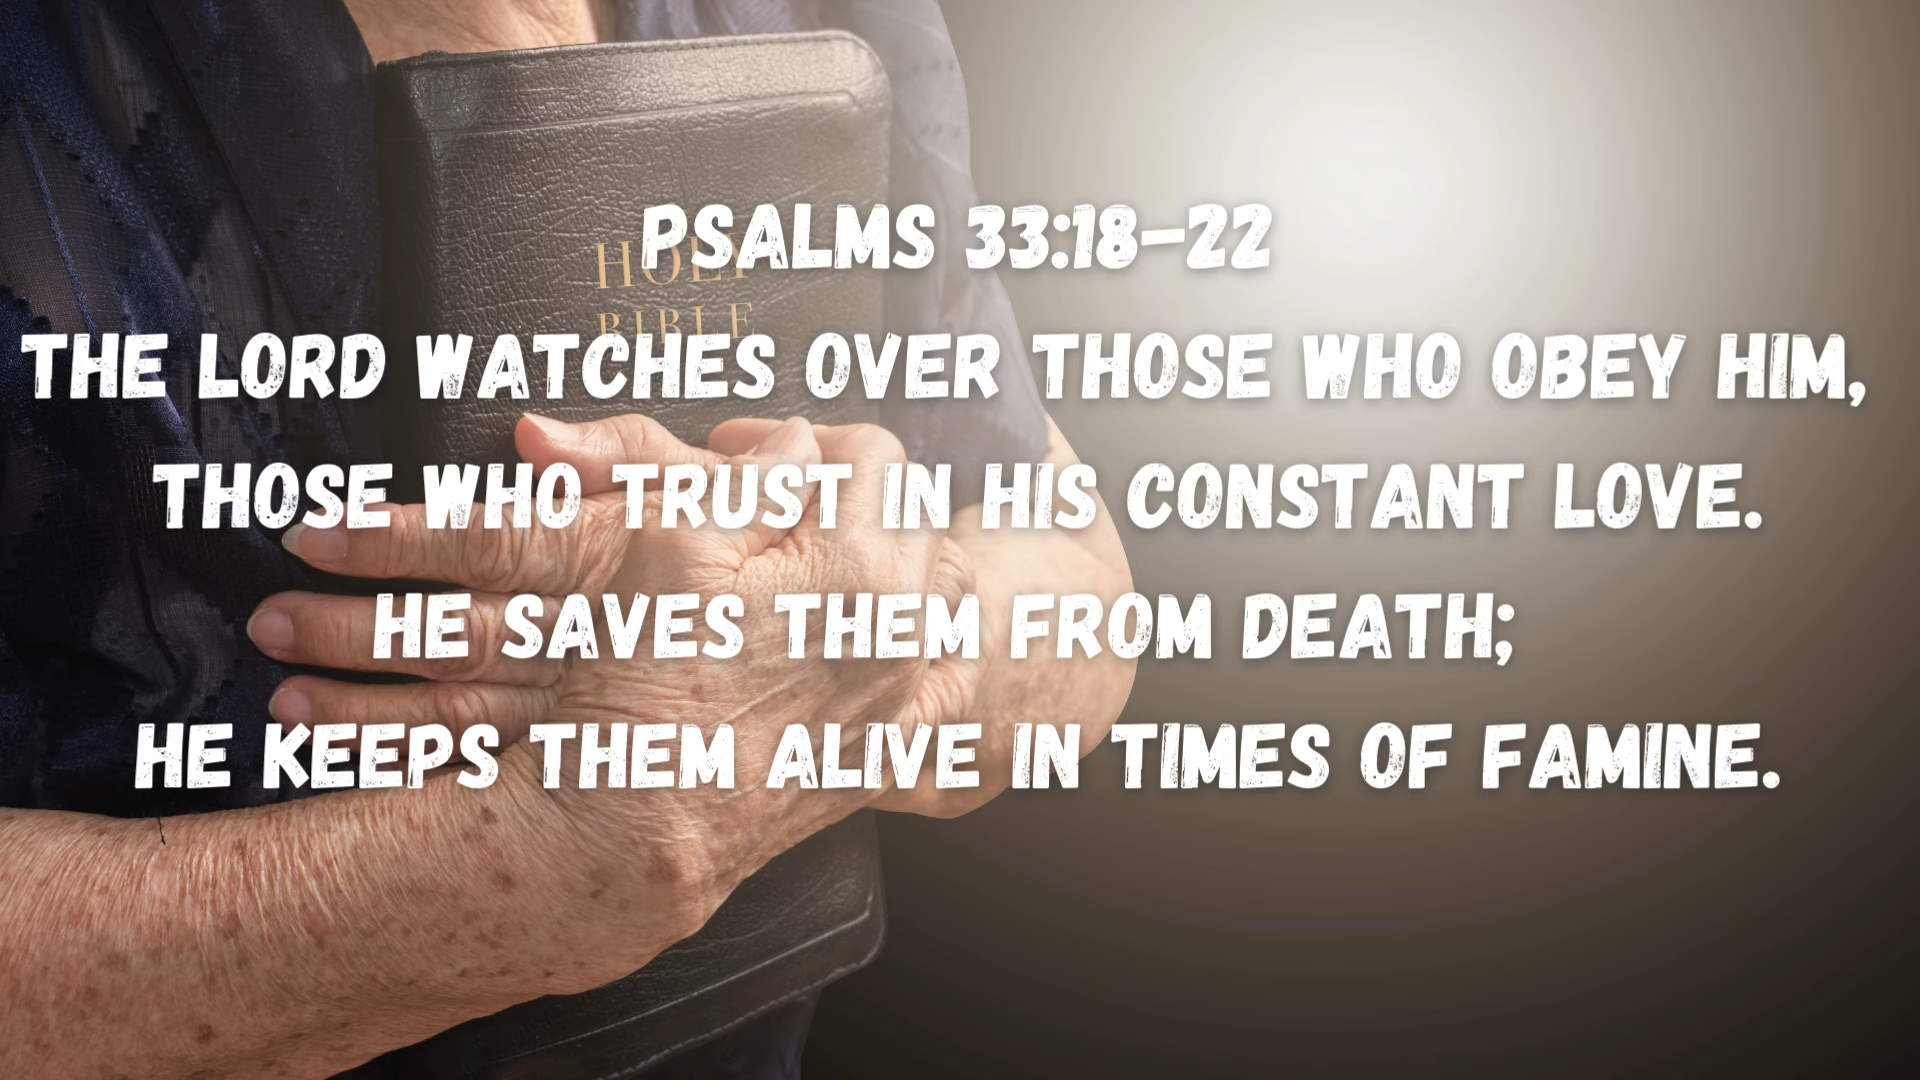 HOLY
BIBLE
PSALMS 33:18–22
THE LORD WATCHES OVER THOSE WHO OBEY HIM,
THOSE WHO TRUST IN HIS CONSTANT LOVE.
HE SAVES THEM FROM DEATH;
HE KEEPS THEM ALIVE IN TIMES OF FAMINE.